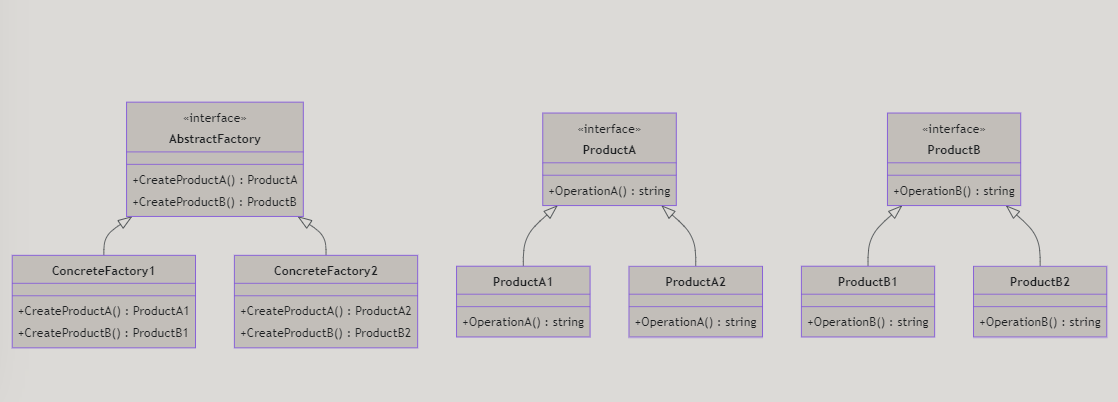 «interface»
AbstractFactory
+CreateProductA() : ProductA
+CreateProductB() : ProductB
ConcreteFactory1
+CreateProductA() : ProductA1
+CreateProductB() : ProductB1
ConcreteFactory2
+CreateProductA() : ProductA2
+CreateProductB() : ProductB2
«interface»
ProductA
+OperationA() : string
ProductA1
+OperationA() : string
ProductA2
+OperationA() : string
«interface»
ProductB
+OperationB() : string
ProductB1
+OperationB() : string
ProductB2
+OperationB() : string